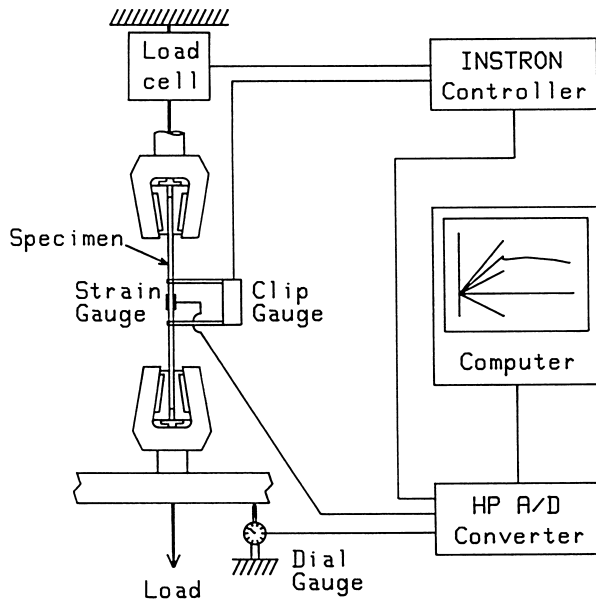 Load
cell
INSTRON
Controller
Specimen
Strain
Gauge
Clip
Gauge
Computer
HP A/D
Converter
Dial
Gauge
Load